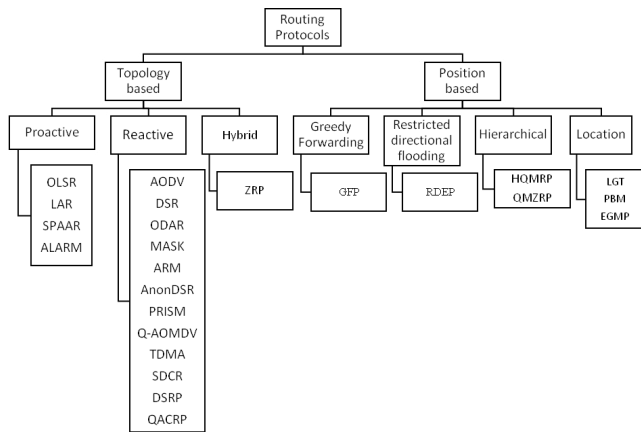 Routing
Protocols
Topology
based
Position
based
Proactive
Reactive
Hybrid
Greedy
Forwarding
Restricted
directional
flooding
Hierarchical
Location
OLSR
LAR
SPAAR
ALARM
AODV
DSR
ODAR
MASK
ARM
AnonDSR
PRISM
Q-AOMDV
TDMA
SDCR
DSRP
QACRP
ZRP
GFP
RDEP
HQMRP
QMZRP
LGT
PBM
EGMP